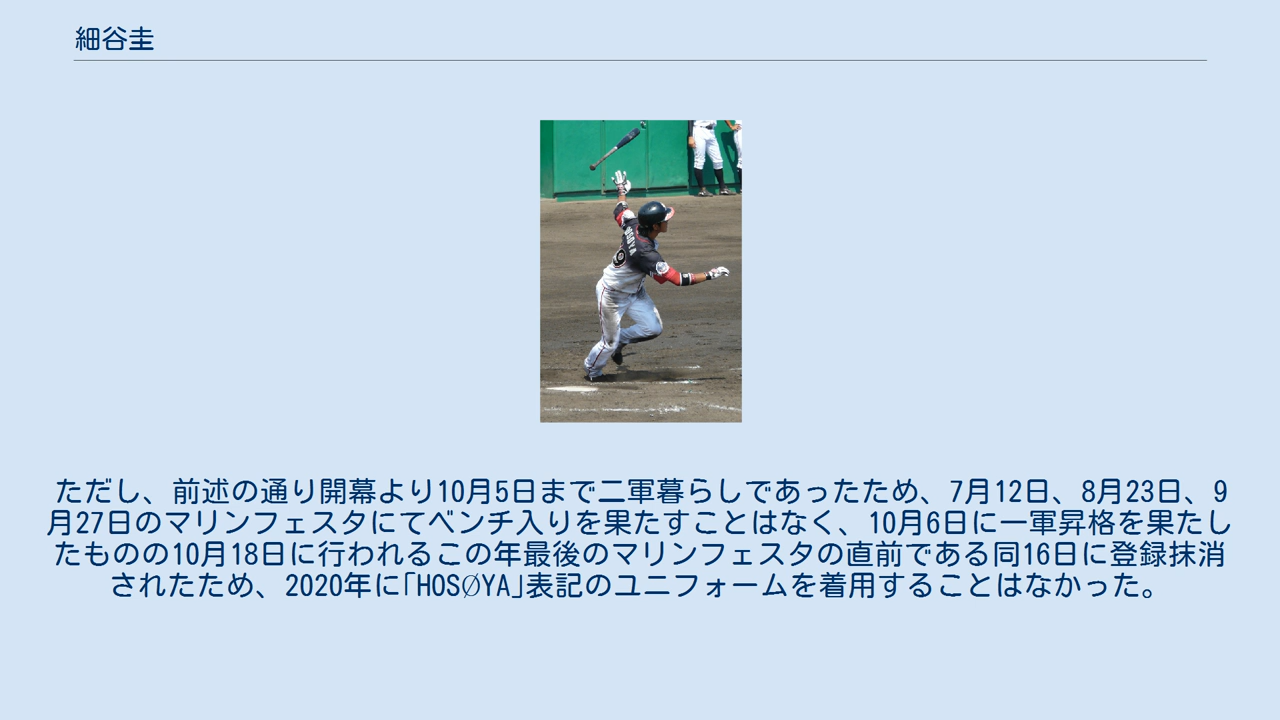 細谷圭
ただし、前述の通り開幕より10月5日まで二軍暮らしであったため、7月12日、8月23日、9
月27日のマリンフェスタにてベンチ入りを果たすことはなく、10月6日に一軍昇格を果たし
たものの10月18日に行われるこの年最後のマリンフェスタの直前である同16日に登録抹消
されたため、2020年に｢HOSØYA｣表記のユニフォームを着用することはなかった。